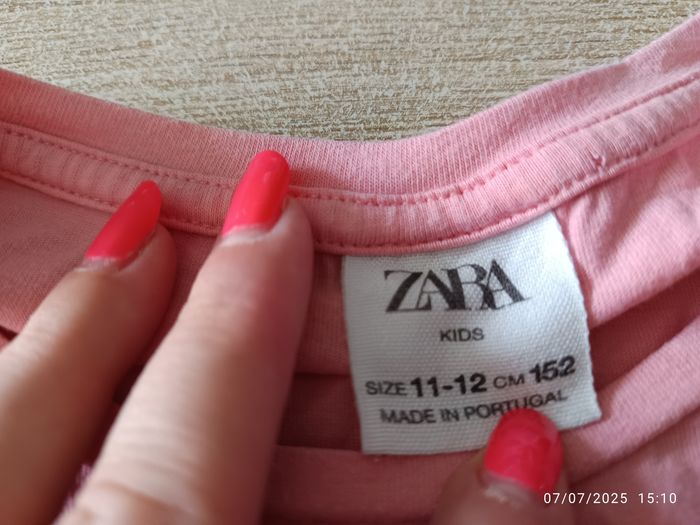 ZARA
KIDS
SIZE 11-12 CM 152
MADE IN PORTUGAL
07/07/2025 15:10